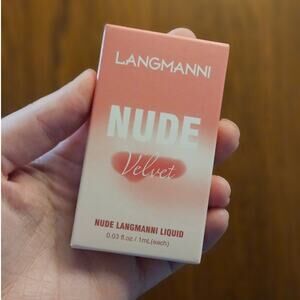 LANGMANNI
NUDE
Velvet
NUDE LANGMANNI LIQUID
0.03 fl.oz / 1mL(each)